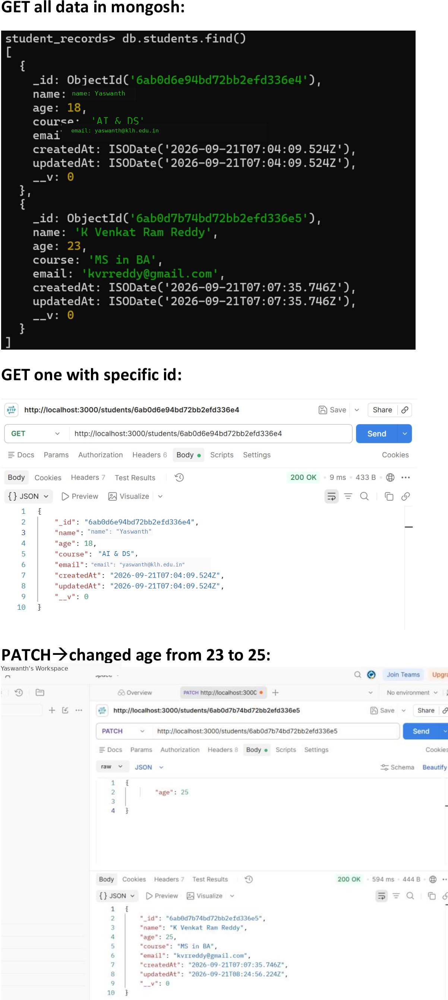 GET all data in mongosh:
student_records> db.students.find()
[
{
_id: ObjectId('6ab0d6e94bd72bb2efd336e4'),
name: name: Yaswanth
age: 18,
course: 'AI & DS'
emai email: yaswanth@klh.edu.in
createdAt: ISODate('2026-09-21T07:04:09.524Z'),
updatedAt: ISODate('2026-09-21T07:04:09.524Z'),
__v: 0
},
{
_id: ObjectId('6ab0d7b74bd72bb2efd336e5'),
name: 'K Venkat Ram Reddy',
age: 23,
course: 'MS in BA',
email: 'kvrreddy@gmail.com',
createdAt: ISODate('2026-09-21T07:07:35.746Z'),
updatedAt: ISODate('2026-09-21T07:07:35.746Z'),
__v: 0
}
]
GET one with specific id:
HTTP http://localhost:3000/students/6ab0d6e94bd72bb2efd336e4 Save Share
GET http://localhost:3000/students/6ab0d6e94bd72bb2efd336e4 Send
Docs Params Authorization Headers 6 Body Scripts Settings Cookies
Body Cookies Headers 7 Test Results 200 OK 9 ms 433 B
{} JSON Preview Visualize
1 {
2 "_id": "6ab0d6e94bd72bb2efd336e4",
3 "name": "name": "Yaswanth"
4 "age": 18,
5 "course": "AI & DS",
6 "email": "email": "yaswanth@klh.edu.in"
7 "createdAt": "2026-09-21T07:04:09.524Z",
8 "updatedAt": "2026-09-21T07:04:09.524Z",
9 "__v": 0
10 }
PATCH→changed age from 23 to 25:
Yaswanth's Workspace
Join Teams Upgra
Overview PATCH http://localhost:3000 No environment
HTTP http://localhost:3000/students/6ab0d7b74bd72bb2efd336e5 Save Share
PATCH http://localhost:3000/students/6ab0d7b74bd72bb2efd336e5 Send
Docs Params Authorization Headers 8 Body Scripts Settings Cookies
raw JSON Schema Beautify
1 {
2 "age": 25
3
4 }
Body Cookies Headers 7 Test Results 200 OK 594 ms 444 B
{} JSON Preview Visualize
1 {
2 "_id": "6ab0d7b74bd72bb2efd336e5",
3 "name": "K Venkat Ram Reddy",
4 "age": 25,
5 "course": "MS in BA",
6 "email": "kvrreddy@gmail.com",
7 "createdAt": "2026-09-21T07:07:35.746Z",
8 "updatedAt": "2026-09-21T08:24:56.224Z",
9 "__v": 0
10 }